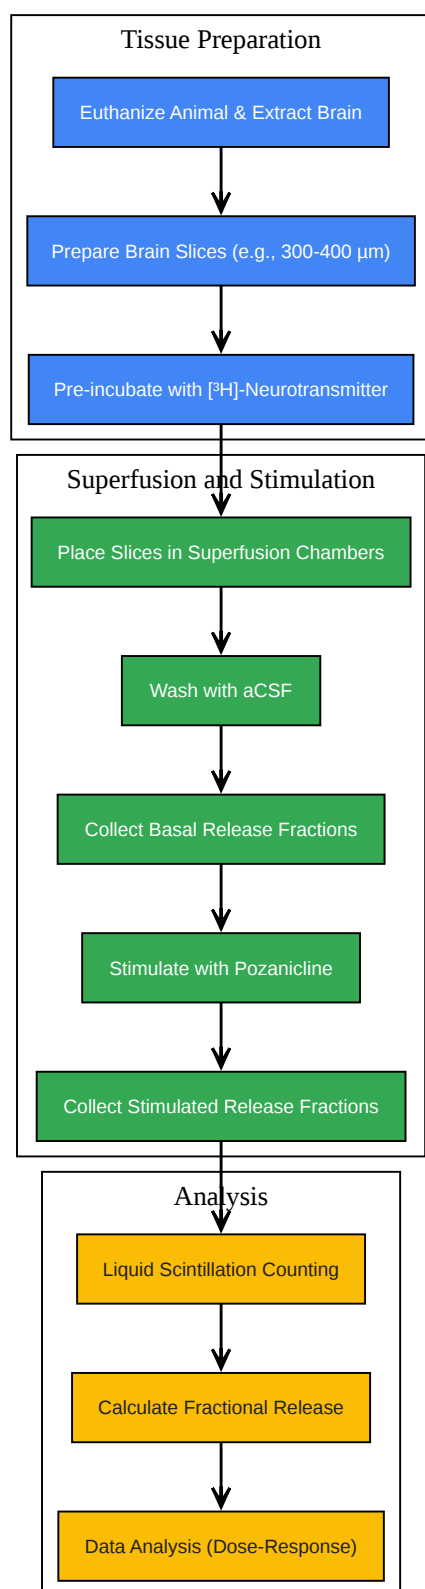 Tissue Preparation
Euthanize Animal & Extract Brain
Prepare Brain Slices (e.g., 300-400 µm)
Pre-incubate with [³H]-Neurotransmitter
Superfusion and Stimulation
Place Slices in Superfusion Chambers
Wash with aCSF
Collect Basal Release Fractions
Stimulate with Pozanicline
Collect Stimulated Release Fractions
Analysis
Liquid Scintillation Counting
Calculate Fractional Release
Data Analysis (Dose-Response)